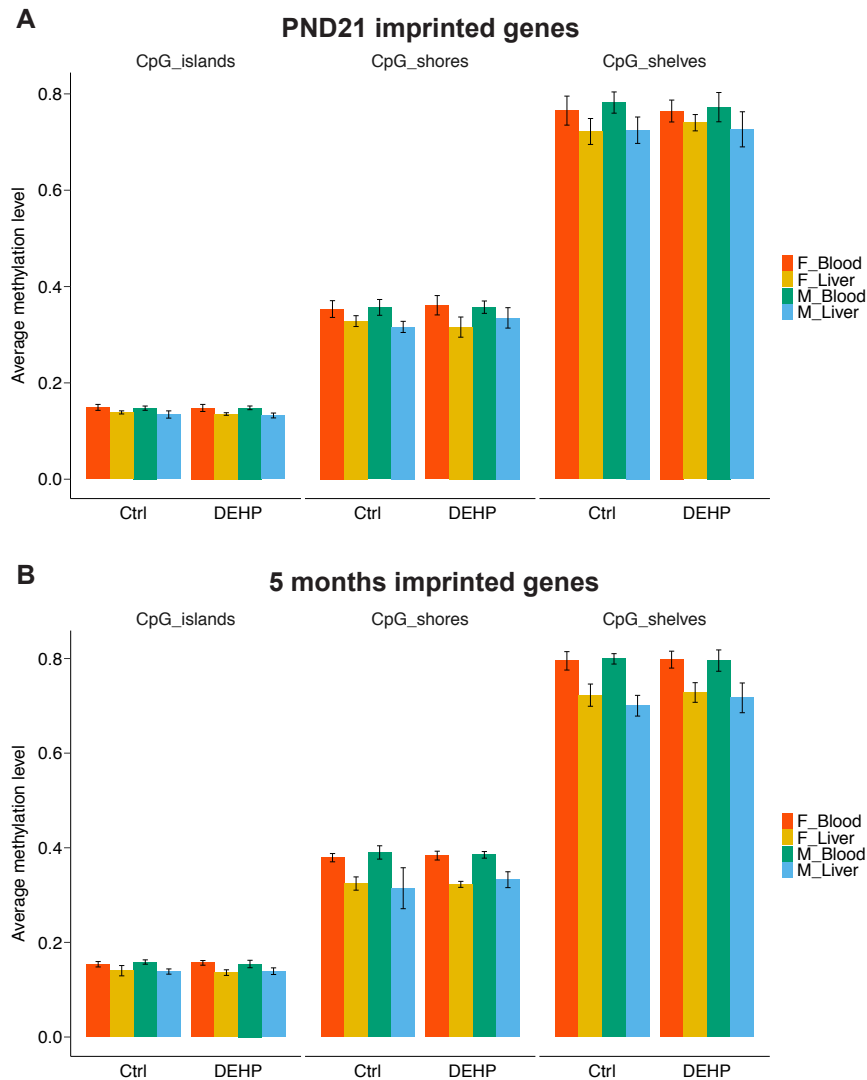 A
PND21 imprinted genes
CpG_islands
CpG_shores
CpG_shelves
Average methylation level
0.8
0.6
0.4
0.2
0.0
Ctrl
DEHP
Ctrl
DEHP
Ctrl
DEHP
F_Blood
F_Liver
M_Blood
M_Liver
B
5 months imprinted genes
CpG_islands
CpG_shores
CpG_shelves
Average methylation level
0.8
0.6
0.4
0.2
0.0
Ctrl
DEHP
Ctrl
DEHP
Ctrl
DEHP
F_Blood
F_Liver
M_Blood
M_Liver